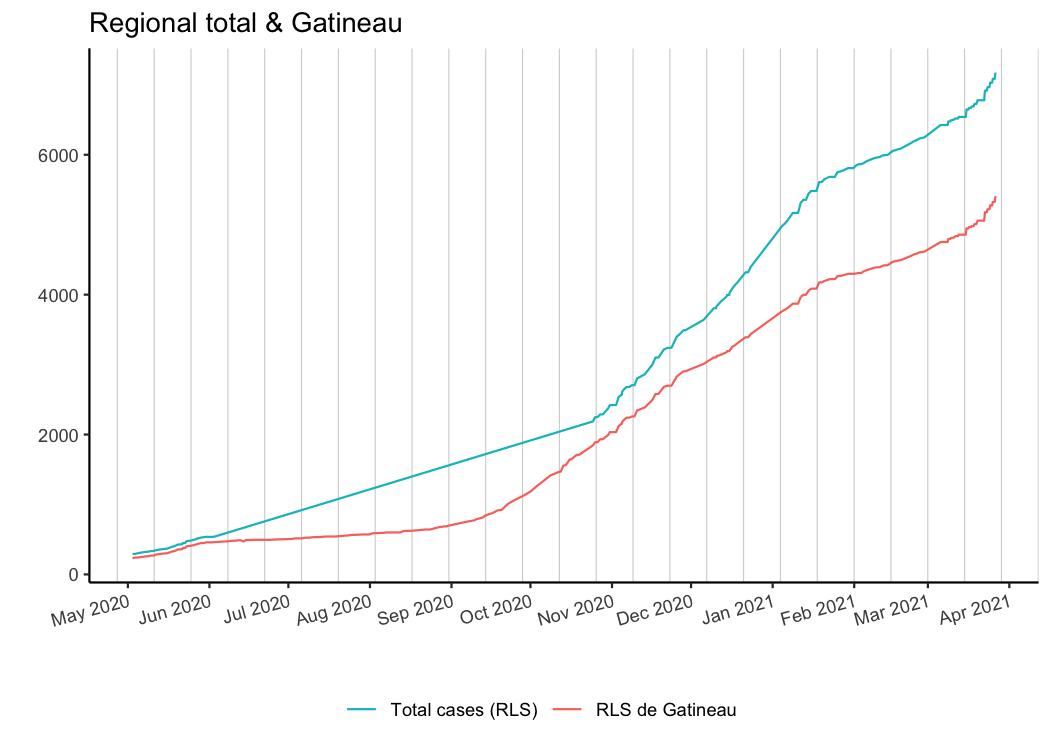 Regional total & Gatineau
6000
4000
2000
0
May 2020 Jun 2020 Jul 2020 Aug 2020 Sep 2020 Oct 2020 Nov 2020 Dec 2020 Jan 2021 Feb 2021 Mar 2021 Apr 2021
Total cases (RLS) RLS de Gatineau